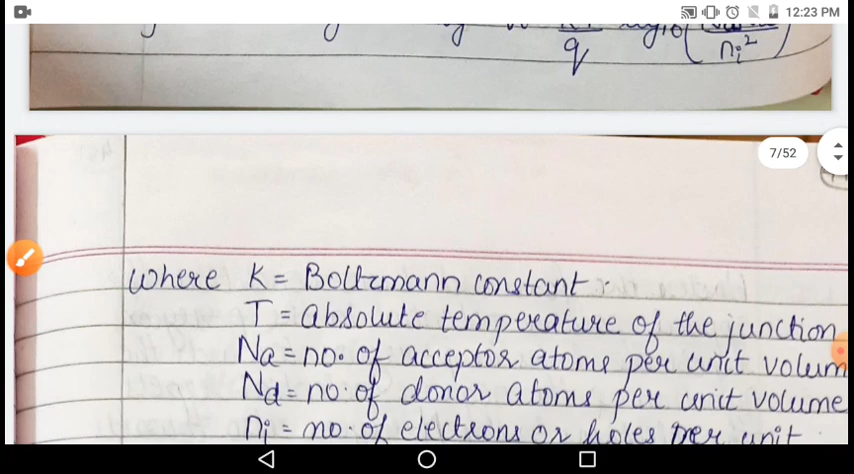 12:23 PM
q
nᵢ²
7/52
where K = Boltzmann constant.
T = absolute temperature of the junction
Na = no. of acceptor atoms per unit volum
Nd = no. of donor atoms per unit volume
nᵢ = no. of electrons or holes per unit.